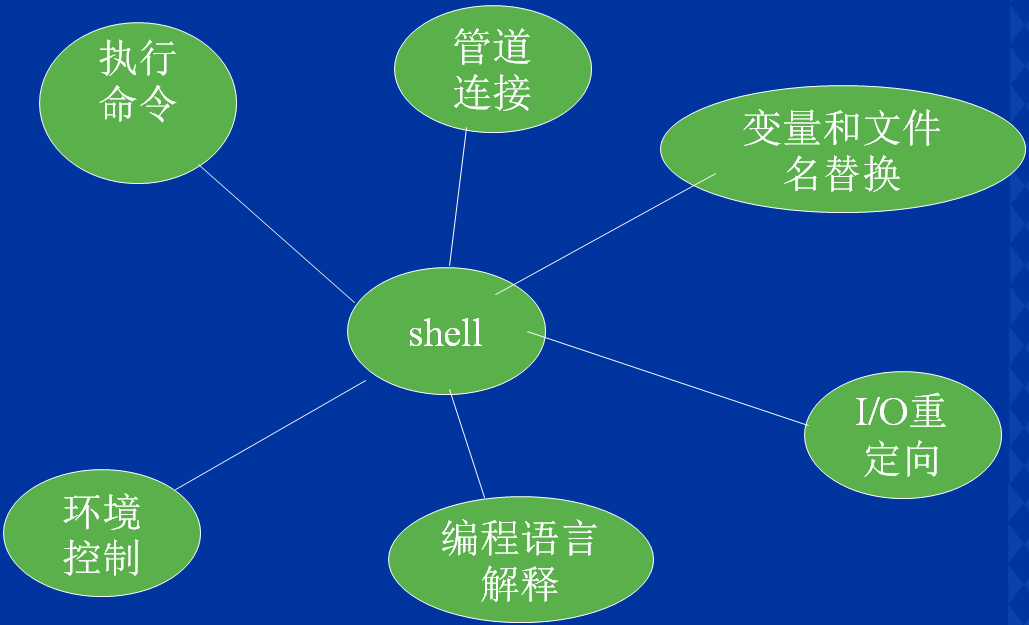 执行
命令
管道
连接
变量和文件
名替换
shell
I/O重
定向
环境
控制
编程语言
解释